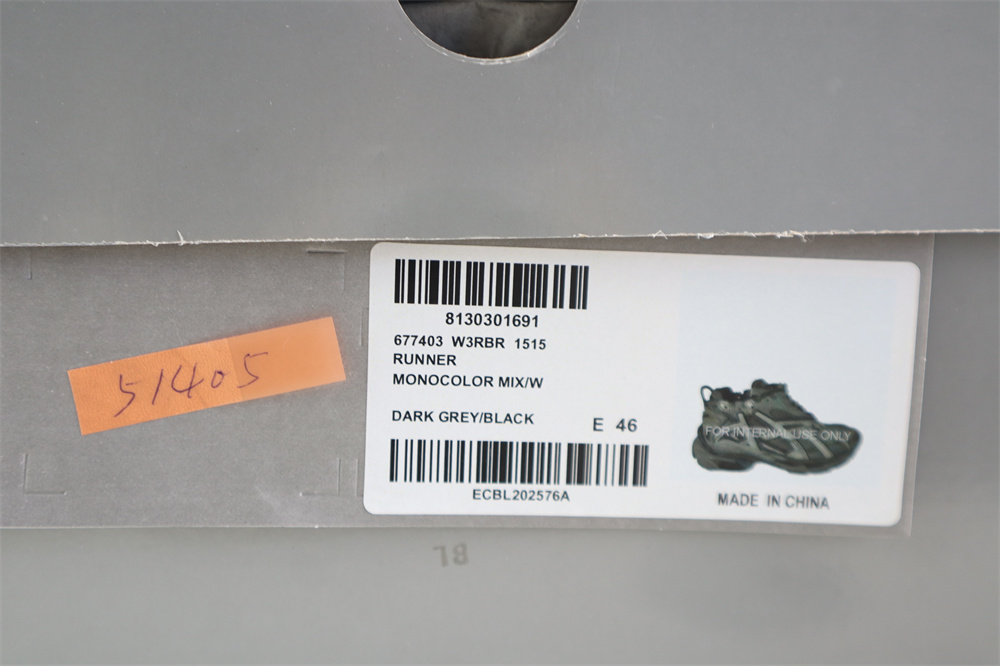 51405
8130301691
677403 W3RBR 1515
RUNNER
MONOCOLOR MIX/W
DARK GREY/BLACK
E 46
ECBL202576A
FOR INTERNAL USE ONLY
MADE IN CHINA